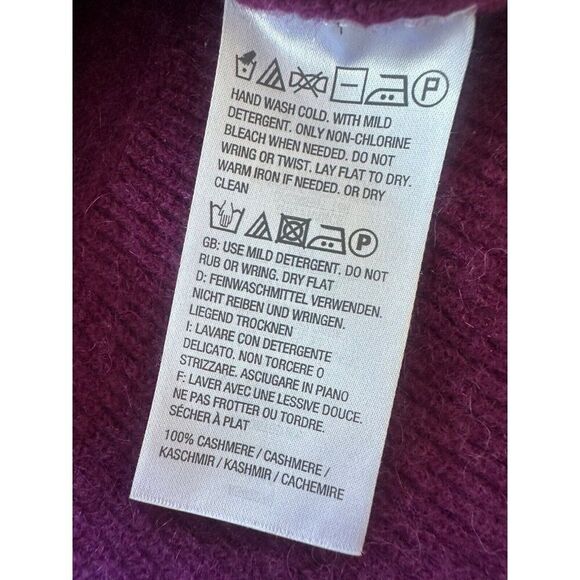 P
HAND WASH COLD. WITH MILD
DETERGENT. ONLY NON-CHLORINE
BLEACH WHEN NEEDED. DO NOT
WRING OR TWIST. LAY FLAT TO DRY.
WARM IRON IF NEEDED. OR DRY
CLEAN
P
GB: USE MILD DETERGENT. DO NOT
RUB OR WRING. DRY FLAT
D: FEINWASCHMITTEL VERWENDEN.
NICHT REIBEN UND WRINGEN.
LIEGEND TROCKNEN
I: LAVARE CON DETERGENTE
DELICATO. NON TORCERE O
STRIZZARE. ASCIUGARE IN PIANO
F: LAVER AVEC UNE LESSIVE DOUCE.
NE PAS FROTTER OU TORDRE.
SÉCHER À PLAT
100% CASHMERE / CASHMERE /
KASCHMIR / KASHMIR / CACHEMIRE